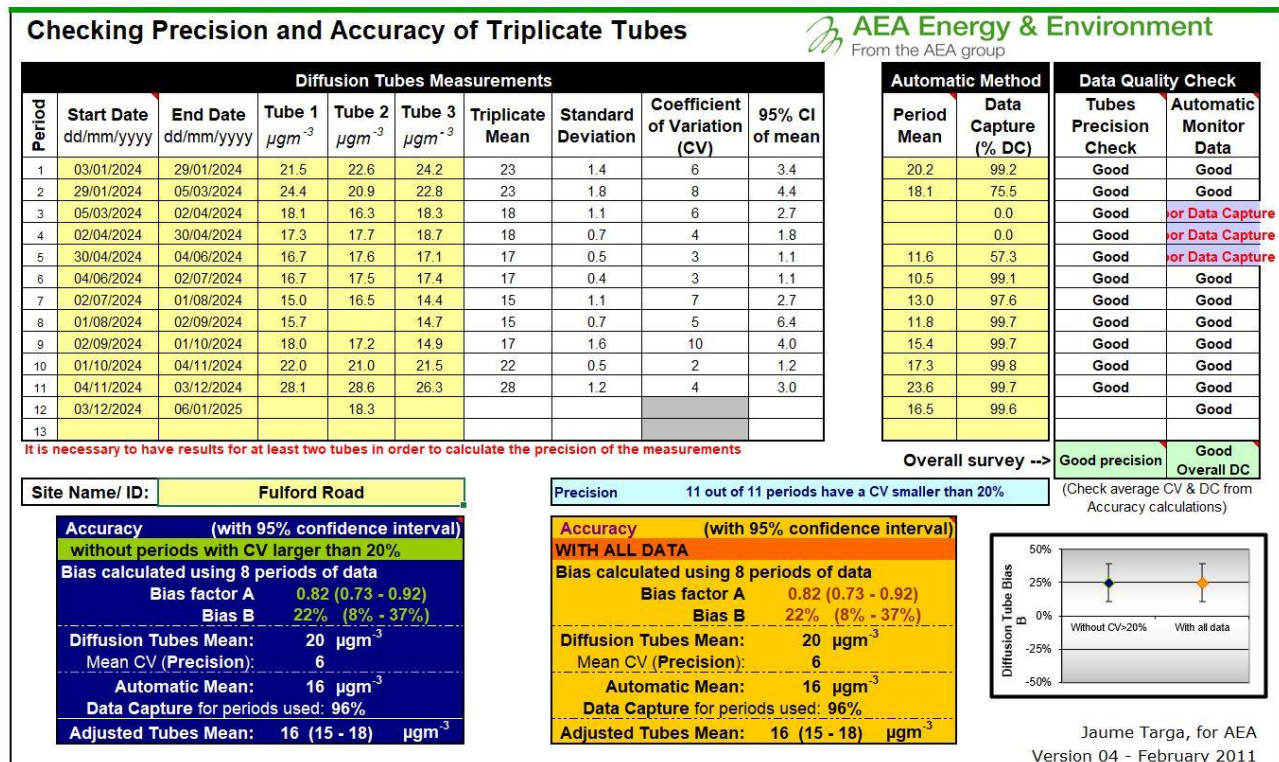 Checking Precision and Accuracy of Triplicate Tubes
AEA Energy & Environment
From the AEA group
Diffusion Tubes Measurements
Automatic Method
Data Quality Check
Period Start Date dd/mm/yyyy End Date dd/mm/yyyy Tube 1 µgm-3 Tube 2 µgm-3 Tube 3 µgm-3 Triplicate Mean Standard Deviation Coefficient of Variation (CV) 95% CI of mean Period Mean Data Capture (% DC) Tubes Precision Check Automatic Monitor Data
1 03/01/2024 29/01/2024 21.5 22.6 24.2 23 1.4 6 3.4 20.2 99.2 Good Good
2 29/01/2024 05/03/2024 24.4 20.9 22.8 23 1.8 8 4.4 18.1 75.5 Good Good
3 05/03/2024 02/04/2024 18.1 16.3 18.3 18 1.1 6 2.7 0.0 Good or Data Capture
4 02/04/2024 30/04/2024 17.3 17.7 18.7 18 0.7 4 1.8 0.0 Good or Data Capture
5 30/04/2024 04/06/2024 16.7 17.6 17.1 17 0.5 3 1.1 11.6 57.3 Good or Data Capture
6 04/06/2024 02/07/2024 16.7 17.5 17.4 17 0.4 3 1.1 10.5 99.1 Good Good
7 02/07/2024 01/08/2024 15.0 16.5 14.4 15 1.1 7 2.7 13.0 97.6 Good Good
8 01/08/2024 02/09/2024 15.7 14.7 15 0.7 5 6.4 11.8 99.7 Good Good
9 02/09/2024 01/10/2024 18.0 17.2 14.9 17 1.6 10 4.0 15.4 99.7 Good Good
10 01/10/2024 04/11/2024 22.0 21.0 21.5 22 0.5 2 1.2 17.3 99.8 Good Good
11 04/11/2024 03/12/2024 28.1 28.6 26.3 28 1.2 4 3.0 23.6 99.7 Good Good
12 03/12/2024 06/01/2025 18.3 16.5 99.6 Good
13
It is necessary to have results for at least two tubes in order to calculate the precision of the measurements
Overall survey --> Good precision Good Overall DC
Site Name/ ID: Fulford Road
Precision 11 out of 11 periods have a CV smaller than 20%
(Check average CV & DC from
Accuracy calculations)
Accuracy (with 95% confidence interval)
without periods with CV larger than 20%
Bias calculated using 8 periods of data
Bias factor A 0.82 (0.73 - 0.92)
Bias B 22% (8% - 37%)
Diffusion Tubes Mean: 20 µgm-3
Mean CV (Precision): 6
Automatic Mean: 16 µgm-3
Data Capture for periods used: 96%
Adjusted Tubes Mean: 16 (15 - 18) µgm-3
Accuracy (with 95% confidence interval)
WITH ALL DATA
Bias calculated using 8 periods of data
Bias factor A 0.82 (0.73 - 0.92)
Bias B 22% (8% - 37%)
Diffusion Tubes Mean: 20 µgm-3
Mean CV (Precision): 6
Automatic Mean: 16 µgm-3
Data Capture for periods used: 96%
Adjusted Tubes Mean: 16 (15 - 18) µgm-3
Diffusion Tube Bias B
50%
25%
0%
-25%
-50%
Without CV>20% With all data
Jaume Targa, for AEA
Version 04 - February 2011